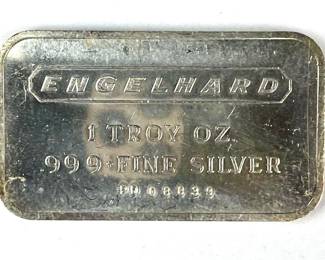 ENGELHARD
1 TROY OZ.
999+FINE SILVER